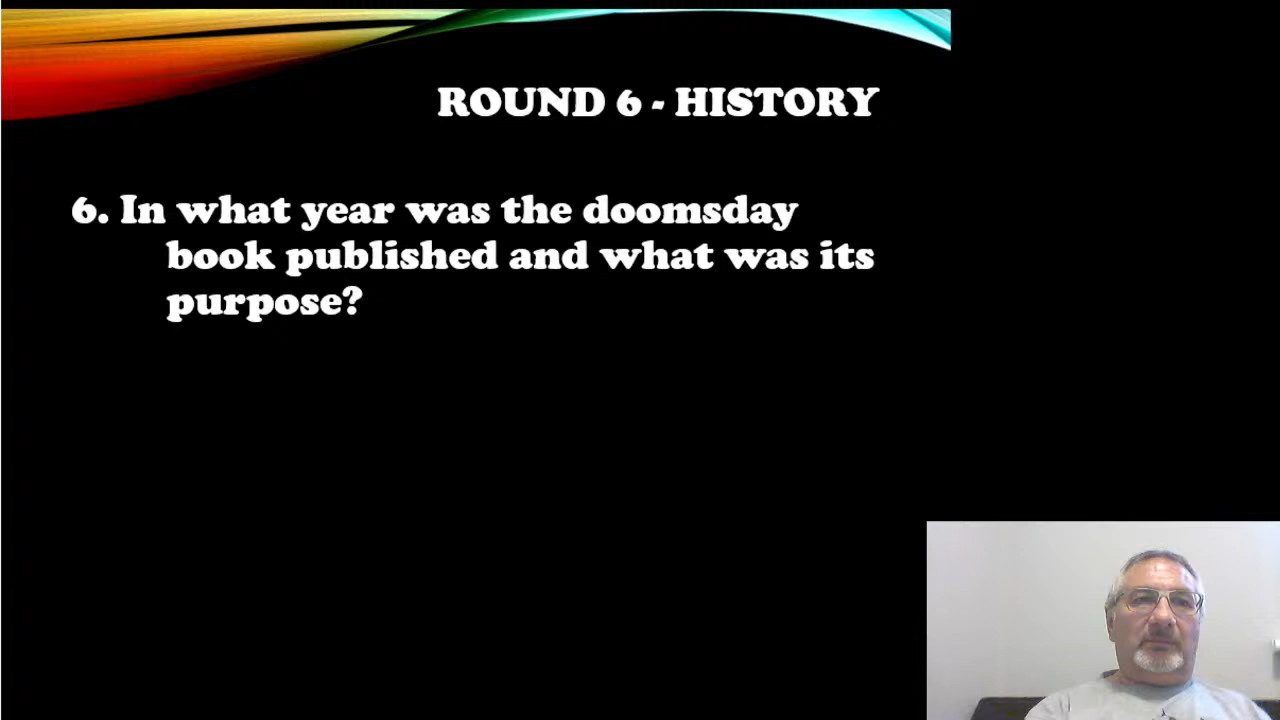 ROUND 6 - HISTORY
6. In what year was the doomsday
book published and what was its
purpose?